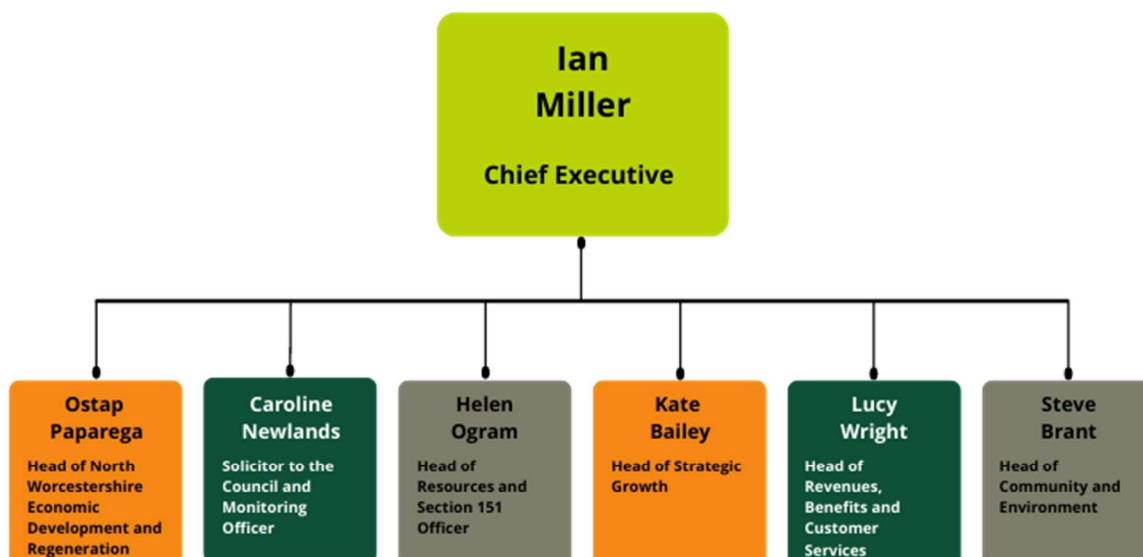 Ian
Miller
Chief Executive
Ostap
Paparega
Head of North
Worcestershire
Economic
Development and
Regeneration
Caroline
Newlands
Solicitor to the
Council and
Monitoring
Officer
Helen
Ogram
Head of
Resources and
Section 151
Officer
Kate
Bailey
Head of Strategic
Growth
Lucy
Wright
Head of
Revenues,
Benefits and
Customer
Services
Steve
Brant
Head of
Community and
Environment